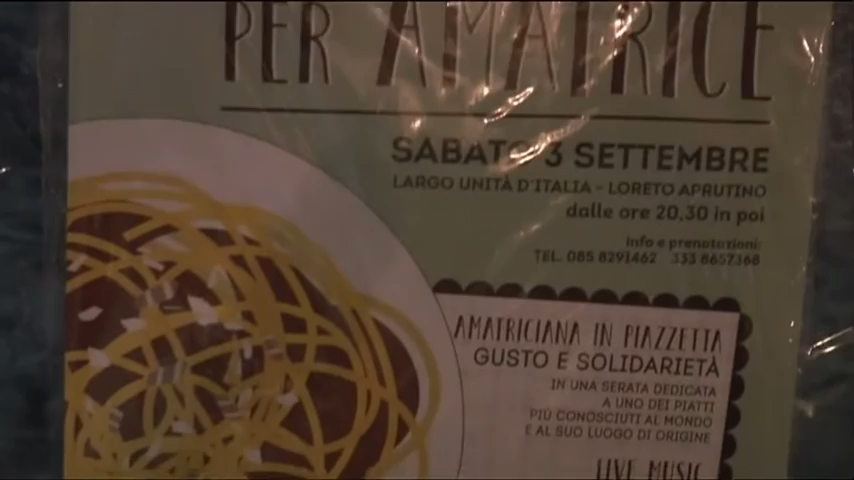 PER AMATRICE
SABATO 3 SETTEMBRE
LARGO UNITÀ D'ITALIA - LORETO APRUTINO
dalle ore 20,30 in poi
info e prenotazioni:
TEL. 085 8291462 333 8657368
AMATRICIANA IN PIAZZETTA
GUSTO E SOLIDARIETÀ
IN UNA SERATA DEDICATA
A UNO DEI PIATTI
PIÙ CONOSCIUTI AL MONDO
E AL SUO LUOGO DI ORIGINE
LIVE MUSIC